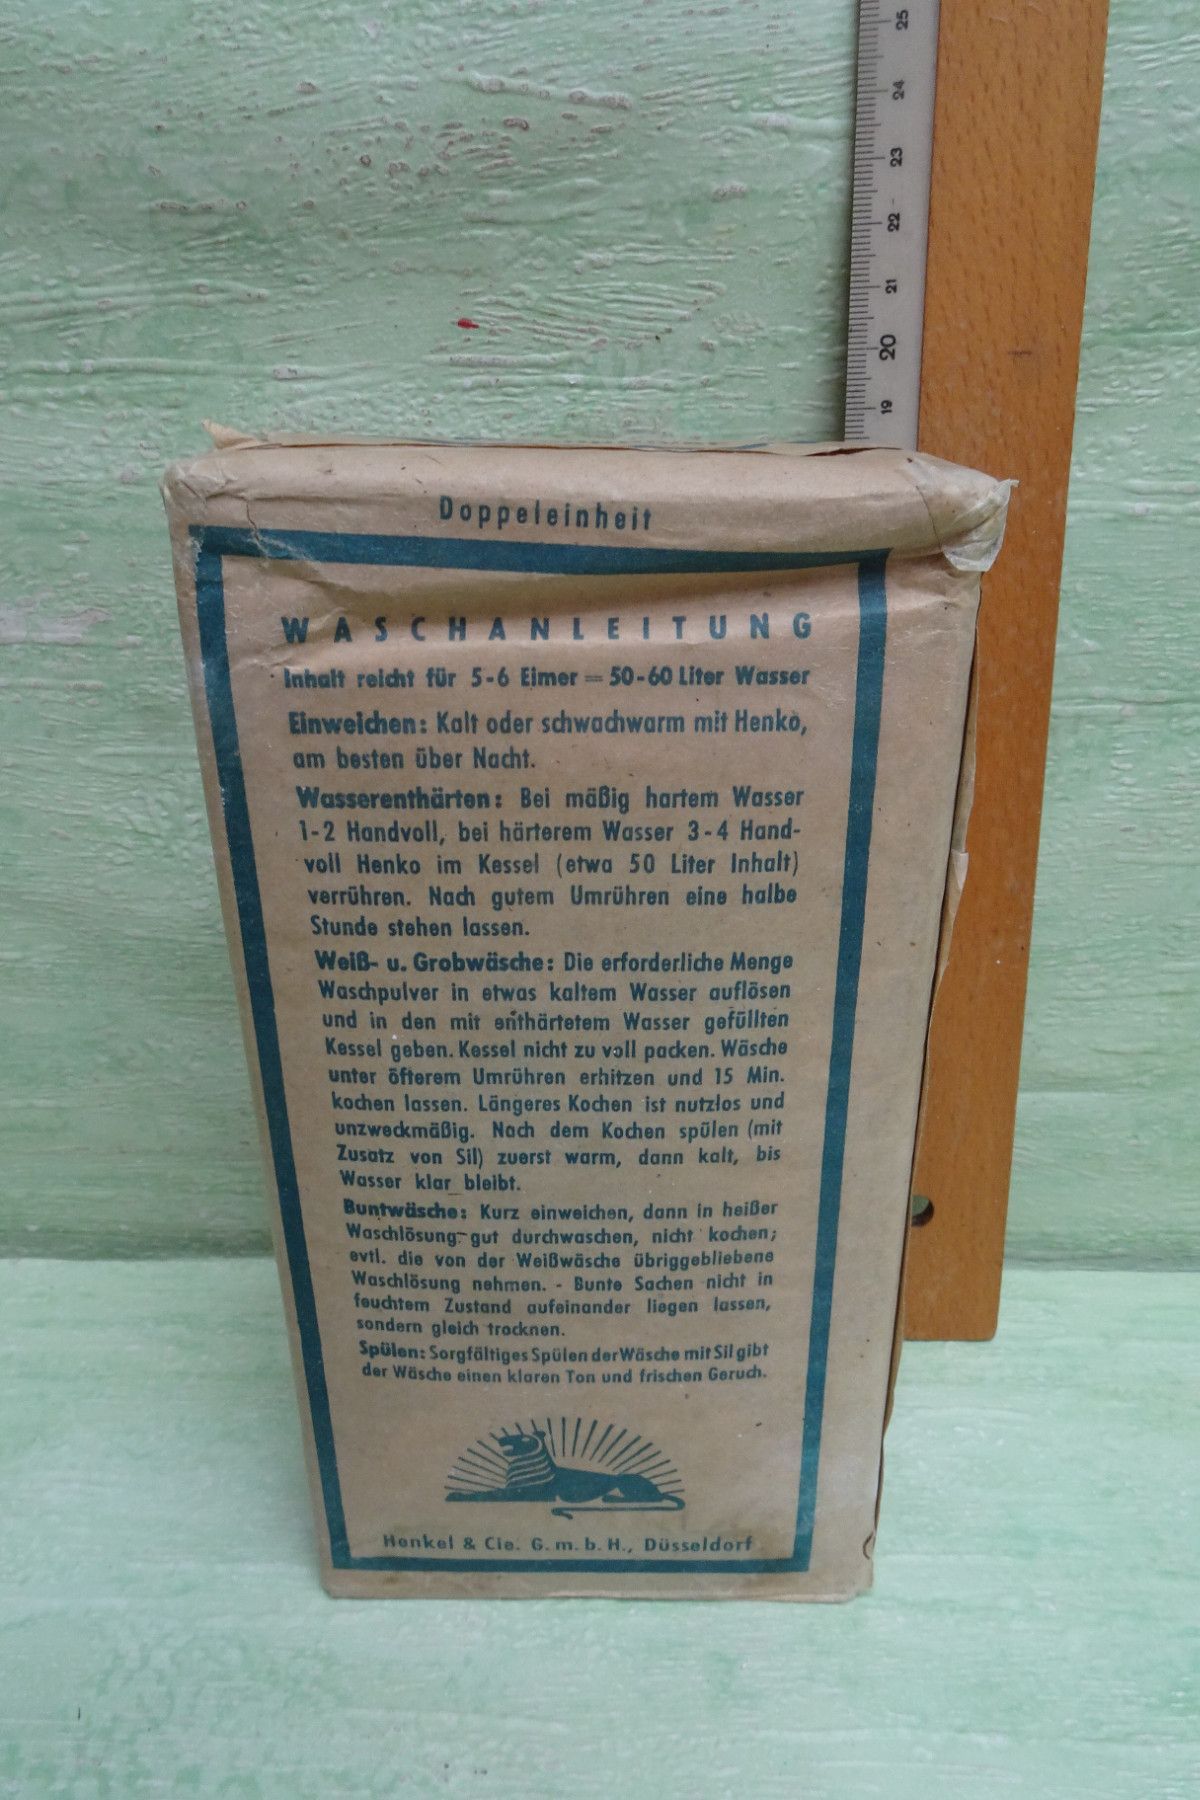 25
24
23
22
21
20
19
Doppeleinheit
WASCHANLEITUNG
Inhalt reicht für 5-6 Eimer = 50-60 Liter Wasser
Einweichen: Kalt oder schwachwarm mit Henko,
am besten über Nacht.
Wasserenthärten: Bei mäßig hartem Wasser
1-2 Handvoll, bei härterem Wasser 3-4 Hand-
voll Henko im Kessel (etwa 50 Liter Inhalt)
verrühren. Nach gutem Umrühren eine halbe
Stunde stehen lassen.
Weiß- u. Grobwäsche: Die erforderliche Menge
Waschpulver in etwas kaltem Wasser auflösen
und in den mit enthärtetem Wasser gefüllten
Kessel geben. Kessel nicht zu voll packen. Wäsche
unter öfterem Umrühren erhitzen und 15 Min.
kochen lassen. Längeres Kochen ist nutzlos und
unzweckmäßig. Nach dem Kochen spülen (mit
Zusatz von Sil) zuerst warm, dann kalt, bis
Wasser klar bleibt.
Buntwäsche: Kurz einweichen, dann in heißer
Waschlösung gut durchwaschen, nicht kochen;
evtl. die von der Weißwäsche übriggebliebene
Waschlösung nehmen. - Bunte Sachen nicht in
feuchtem Zustand aufeinander liegen lassen,
sondern gleich trocknen.
Spülen: Sorgfältiges Spülen der Wäsche mit Sil gibt
der Wäsche einen klaren Ton und frischen Geruch.
Henkel & Cie. G.m.b.H., Düsseldorf